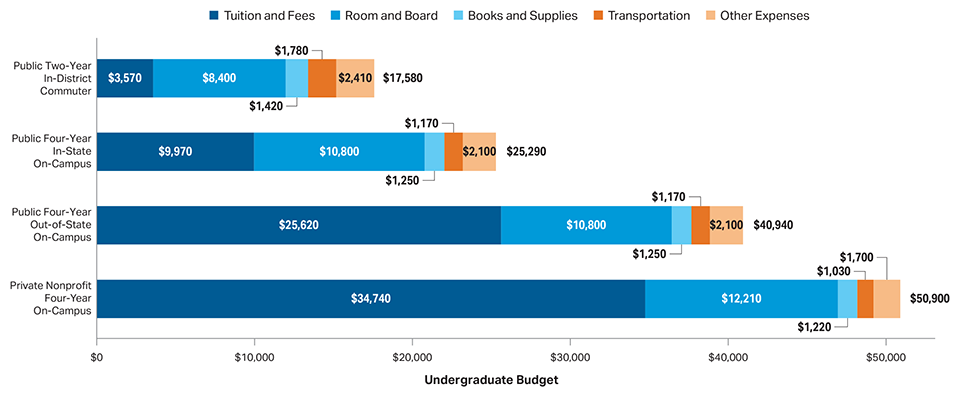 Tuition and Fees Room and Board Books and Supplies Transportation Other Expenses
$1,780
Public Two-Year
In-District
Commuter
$3,570 $8,400 $2,410 $17,580
$1,420
$1,170
Public Four-Year
In-State
On-Campus
$9,970 $10,800 $2,100 $25,290
$1,250
$1,170
Public Four-Year
Out-of-State
On-Campus
$25,620 $10,800 $2,100 $40,940
$1,250
$1,700
$1,030
Private Nonprofit
Four-Year
On-Campus
$34,740 $12,210 $50,900
$1,220
$0 $10,000 $20,000 $30,000 $40,000 $50,000
Undergraduate Budget